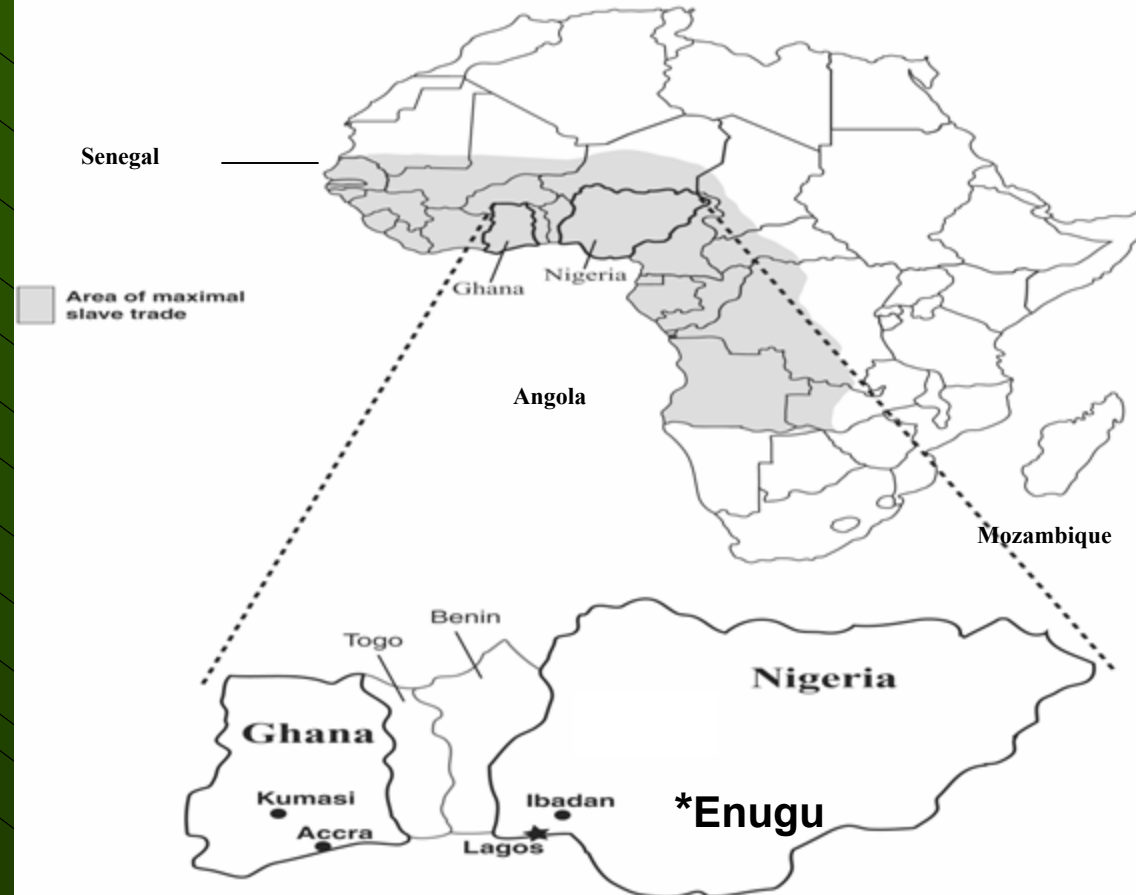 Senegal
Ghana
Nigeria
Area of maximal
slave trade
Angola
Mozambique
Benin
Togo
Nigeria
Ghana
Kumasi
Ibadan
*Enugu
Accra
Lagos